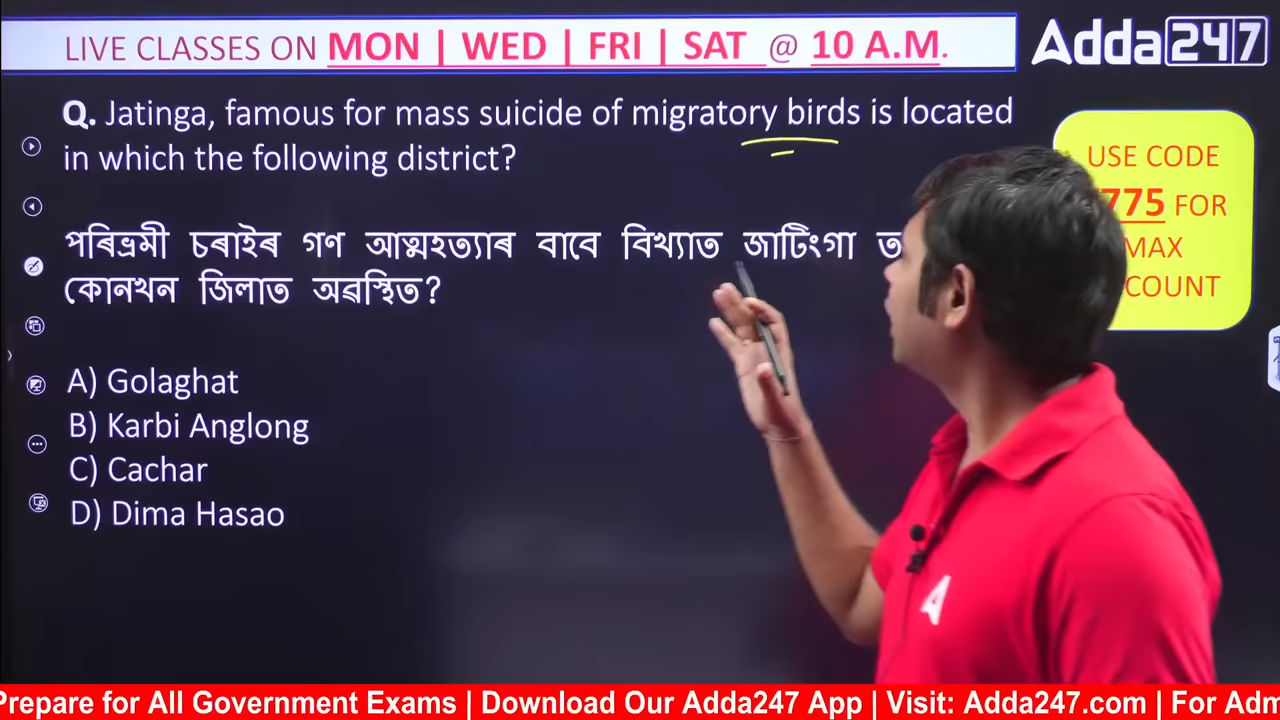 LIVE CLASSES ON MON | WED | FRI | SAT @ 10 A.M.
Adda247
Q. Jatinga, famous for mass suicide of migratory birds is located
in which the following district?
USE CODE
775 FOR
MAX
COUNT
পৰিভ্ৰমী চৰাইৰ গণ আত্মহত্যাৰ বাবে বিখ্যাত জাটিংগা ত
কোনখন জিলাত অৱস্থিত?
A) Golaghat
B) Karbi Anglong
C) Cachar
D) Dima Hasao
Prepare for All Government Exams | Download Our Adda247 App | Visit: Adda247.com | For Adm